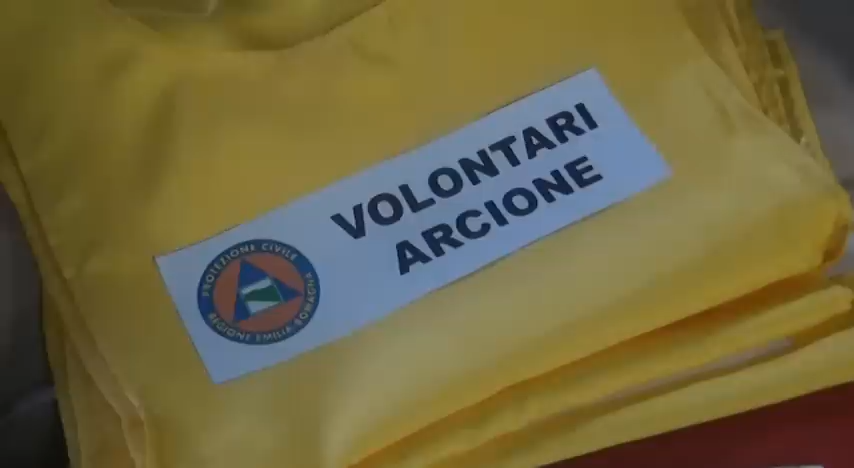 VOLONTARI
ARCIONE
PROTEZIONE CIVILE
REGIONE EMILIA-ROMAGNA